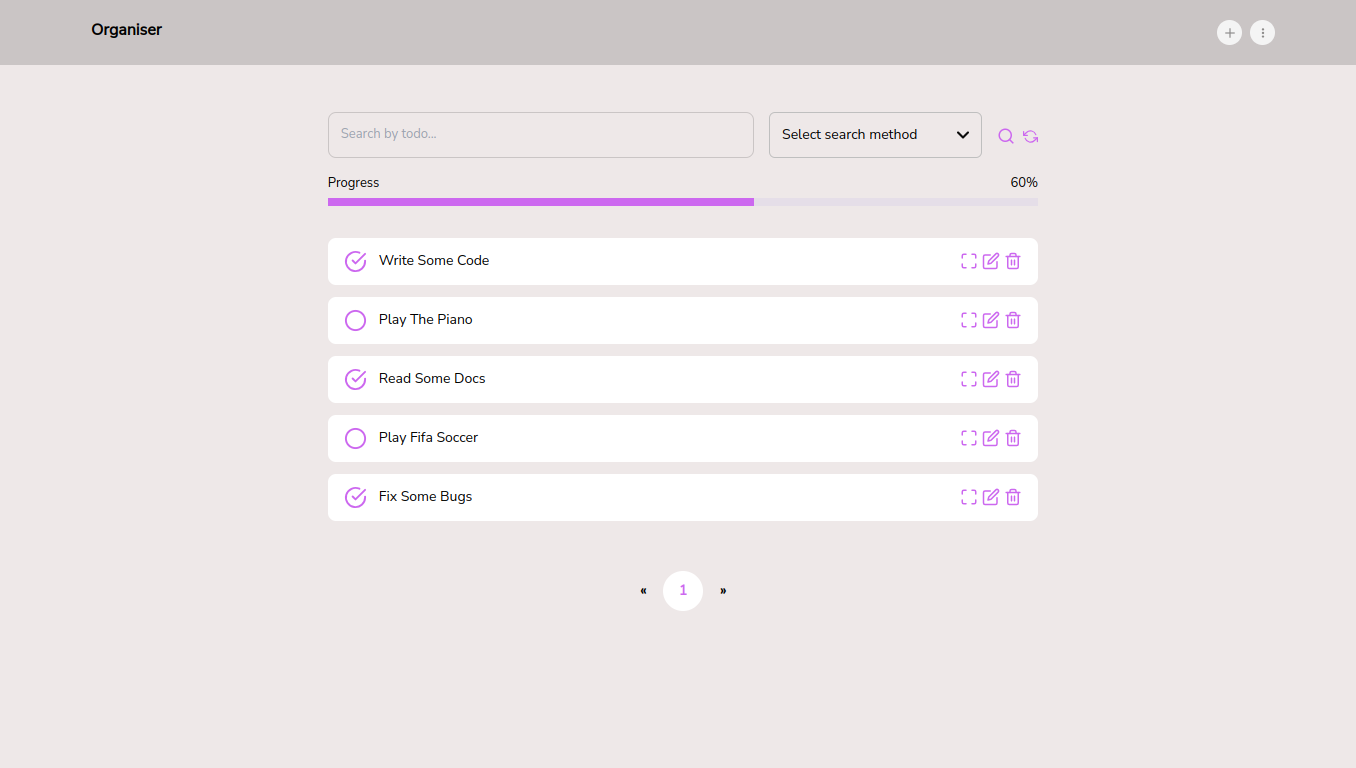 Organiser
Search by todo...
Select search method
Progress
60%
Write Some Code
Play The Piano
Read Some Docs
Play Fifa Soccer
Fix Some Bugs
« 1 »